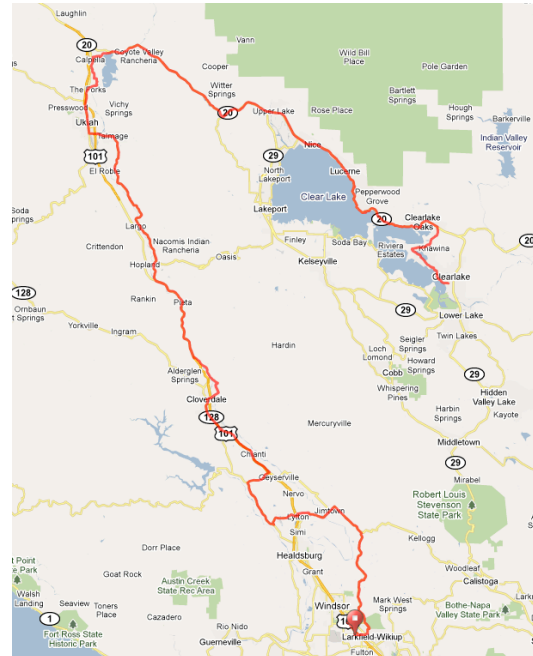 Laughlin
20
Calpella
Coyote Valley
Rancheria
Vann
Wild Bill
Place
Pole Garden
Cooper
Witter
Springs
Bartlett
Springs
Hough
Springs
The Forks
Presswood
Vichy
Springs
Ukiah
Talmage
20
Upper Lake
Rose Place
Barkerville
Indian Valley
Reservoir
101
El Roble
29
Nice
Lucerne
North
Lakeport
Pepperwood
Grove
Clear Lake
Soda
Springs
Largo
Lakeport
20
Clearlake
Oaks
Crittenden
Nacomis Indian
Rancheria
Finley
Soda Bay
Riviera
Estates
Khawina
20
Hopland
Oasis
Kelseyville
Clearlake
128
Rankin
Pieta
29
Ornbaun
Springs
Yorkville
Ingram
Lower Lake
Hardin
Seigler
Springs
Twin Lakes
Loch
Lomond
Howard
Springs
Alderglen
Springs
Cobb
29
Whispering
Pines
Hidden
Valley Lake
Cloverdale
Harbin
Springs
Kayote
128
Mercuryville
101
Middletown
Chianti
29
Geyserville
Mirabel
Nervo
Robert Louis
Stevenson
State Park
Lytton
Jimtown
Simi
Kellogg
Dorr Place
Healdsburg
Grant
Woodleaf
Goat Rock
Calistoga
Point
Park
Austin Creek
State Rec Area
Walsh
Landing
Seaview
Toners
Place
Windsor
Mark West
Springs
Bothe-Napa
Valley State Park
1
Cazadero
Rio Nido
Fort Ross State
Historic Park
Larkfield-Wikiup
Guerneville
Fulton